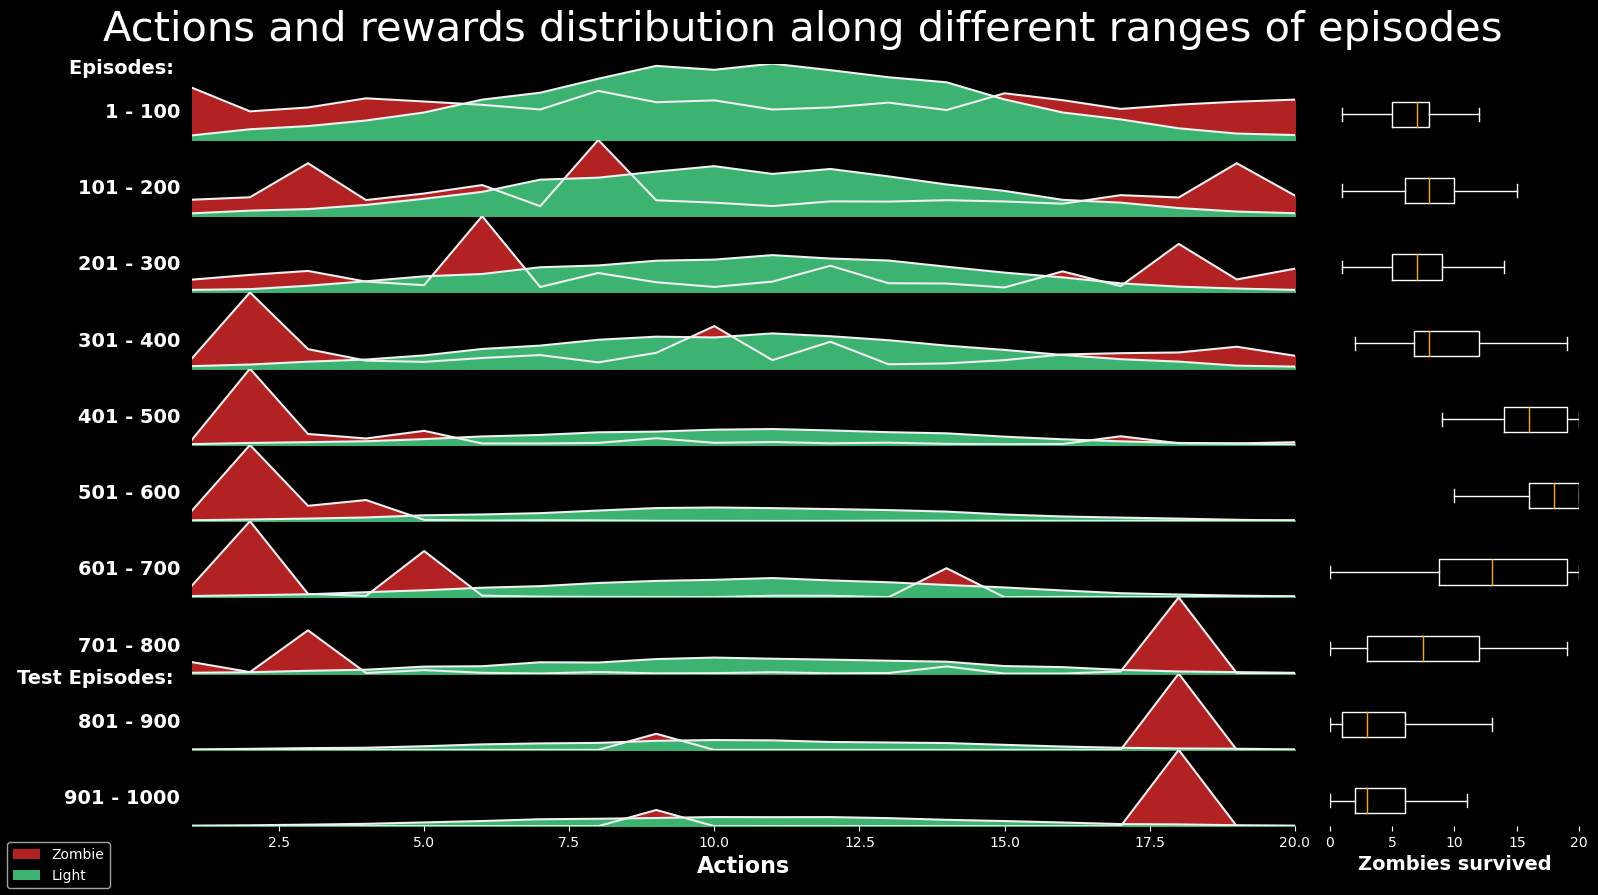 Actions and rewards distribution along different ranges of episodes
Episodes:
1 - 100
101 - 200
201 - 300
301 - 400
401 - 500
501 - 600
601 - 700
701 - 800
Test Episodes:
801 - 900
901 - 1000
2.5 5.0 7.5 10.0 12.5 15.0 17.5 20.0
0 5 10 15 20
Actions
Zombies survived
Zombie
Light